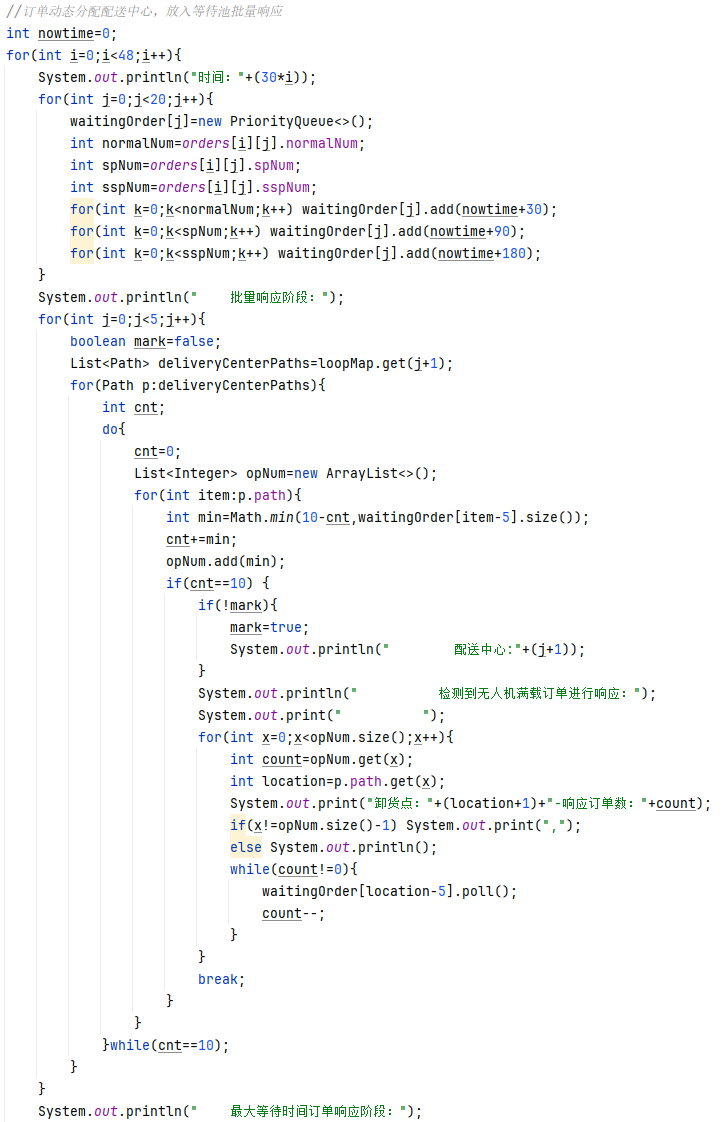 //订单动态分配配送中心，放入等待池批量响应
int nowtime=0;
for(int i=0;i<48;i++){
    System.out.println("时间："+(30*i));
    for(int j=0;j<20;j++){
        waitingOrder[j]=new PriorityQueue<>();
        int normalNum=orders[i][j].normalNum;
        int spNum=orders[i][j].spNum;
        int sspNum=orders[i][j].sspNum;
        for(int k=0;k<normalNum;k++) waitingOrder[j].add(nowtime+30);
        for(int k=0;k<spNum;k++) waitingOrder[j].add(nowtime+90);
        for(int k=0;k<sspNum;k++) waitingOrder[j].add(nowtime+180);
    }
    System.out.println("    批量响应阶段：");
    for(int j=0;j<5;j++){
        boolean mark=false;
        List<Path> deliveryCenterPaths=loopMap.get(j+1);
        for(Path p:deliveryCenterPaths){
            int cnt;
            do{
                cnt=0;
                List<Integer> opNum=new ArrayList<>();
                for(int item:p.path){
                    int min=Math.min(10-cnt,waitingOrder[item-5].size());
                    cnt+=min;
                    opNum.add(min);
                    if(cnt==10) {
                        if(!mark){
                            mark=true;
                            System.out.println("        配送中心:"+(j+1));
                        }
                        System.out.println("          检测到无人机满载订单进行响应：");
                        System.out.print("          ");
                        for(int x=0;x<opNum.size();x++){
                            int count=opNum.get(x);
                            int location=p.path.get(x);
                            System.out.print("卸货点："+(location+1)+"-响应订单数："+count);
                            if(x!=opNum.size()-1) System.out.print(",");
                            else System.out.println();
                            while(count!=0){
                                waitingOrder[location-5].poll();
                                count--;
                            }
                        }
                        break;
                    }
                }
            }while(cnt==10);
        }
    }
    System.out.println("    最大等待时间订单响应阶段：");